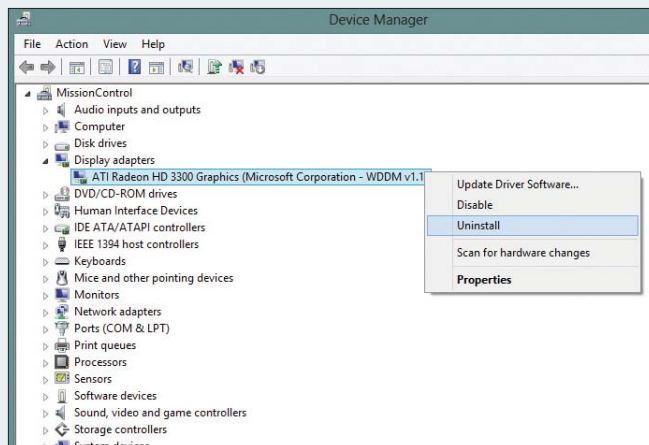 Device Manager
File Action View Help
MissionControl
Audio inputs and outputs
Computer
Disk drives
Display adapters
ATI Radeon HD 3300 Graphics (Microsoft Corporation - WDDM v1.1
Update Driver Software...
Disable
Uninstall
Scan for hardware changes
Properties
DVD/CD-ROM drives
Human Interface Devices
IDE ATA/ATAPI controllers
IEEE 1394 host controllers
Keyboards
Mice and other pointing devices
Monitors
Network adapters
Ports (COM & LPT)
Print queues
Processors
Sensors
Software devices
Sound, video and game controllers
Storage controllers
System devices